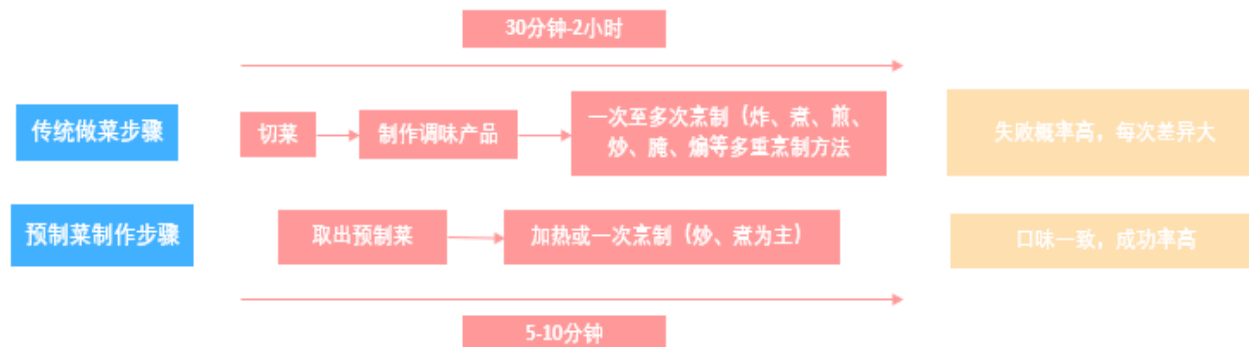 30分钟-2小时
传统做菜步骤
切菜
制作调味产品
一次至多次烹制（炸、煮、煎、
炒、腌、煸等多重烹制方法
失败概率高，每次差异大
预制菜制作步骤
取出预制菜
加热或一次烹制（炒、煮为主）
口味一致，成功率高
5-10分钟